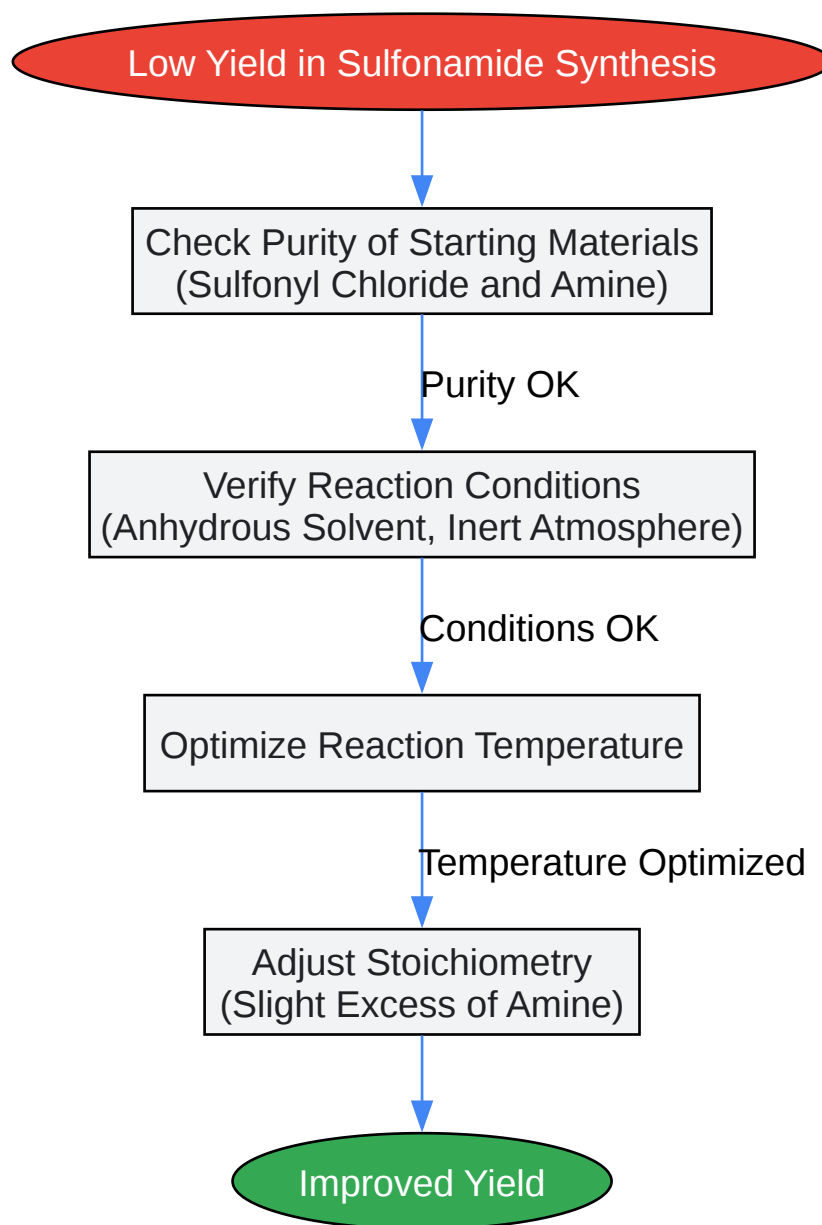 Low Yield in Sulfonamide Synthesis
Check Purity of Starting Materials
(Sulfonyl Chloride and Amine)
Purity OK
Verify Reaction Conditions
(Anhydrous Solvent, Inert Atmosphere)
Conditions OK
Optimize Reaction Temperature
Temperature Optimized
Adjust Stoichiometry
(Slight Excess of Amine)
Improved Yield